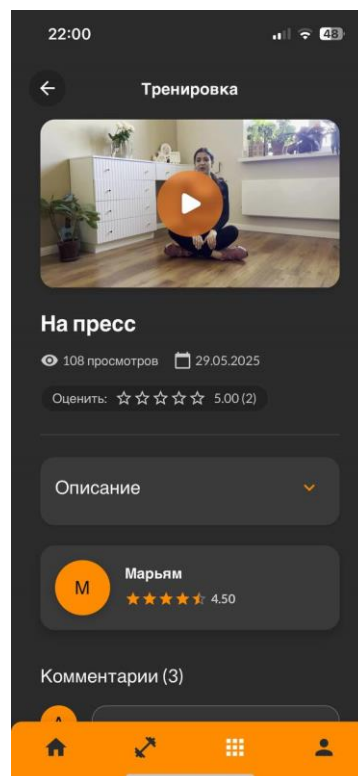 22:00
48
Тренировка
На пресс
108 просмотров 29.05.2025
Оценить: 5.00 (2)
Описание
М
Марьям
4.50
Комментарии (3)